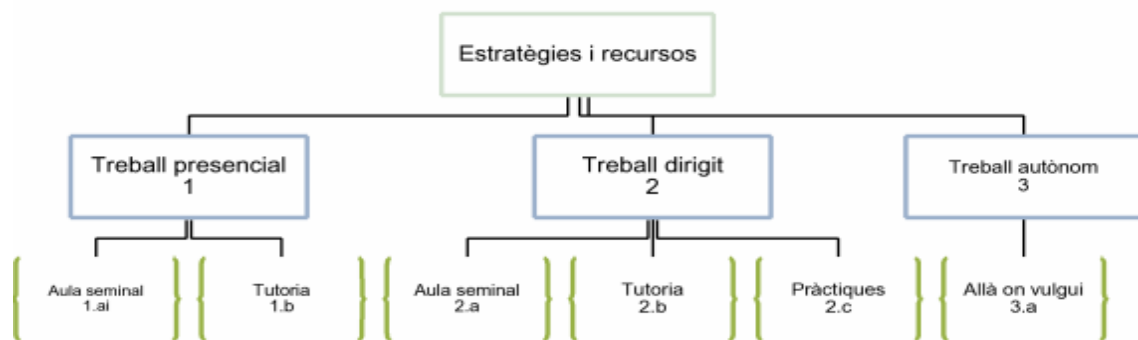 Estratègies i recursos
Treball presencial
1
Treball dirigit
2
Treball autònom
3
Aula seminal
1.ai
Tutoria
1.b
Aula seminal
2.a
Tutoria
2.b
Pràctiques
2.c
Allà on vulgui
3.a